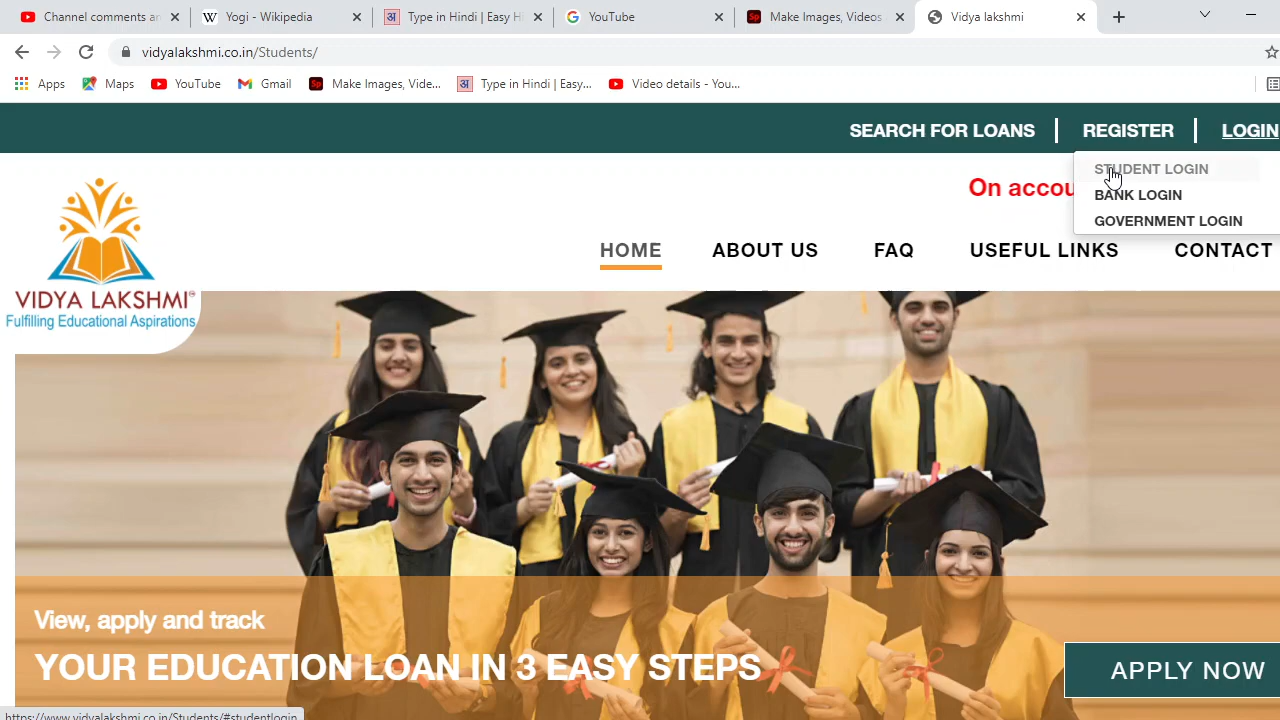 Channel comments an
Yogi - Wikipedia
Type in Hindi | Easy H
YouTube
Make Images, Videos
Vidya lakshmi
vidyalakshmi.co.in/Students/
Apps
Maps
YouTube
Gmail
Make Images, Vide...
Type in Hindi | Easy...
Video details - You...
SEARCH FOR LOANS
REGISTER
LOGIN
STUDENT LOGIN
BANK LOGIN
GOVERNMENT LOGIN
On accou
HOME
ABOUT US
FAQ
USEFUL LINKS
CONTACT
VIDYA LAKSHMI
Fulfilling Educational Aspirations
View, apply and track
YOUR EDUCATION LOAN IN 3 EASY STEPS
APPLY NOW
https://www.vidyalakshmi.co.in/Students/#studentlogin